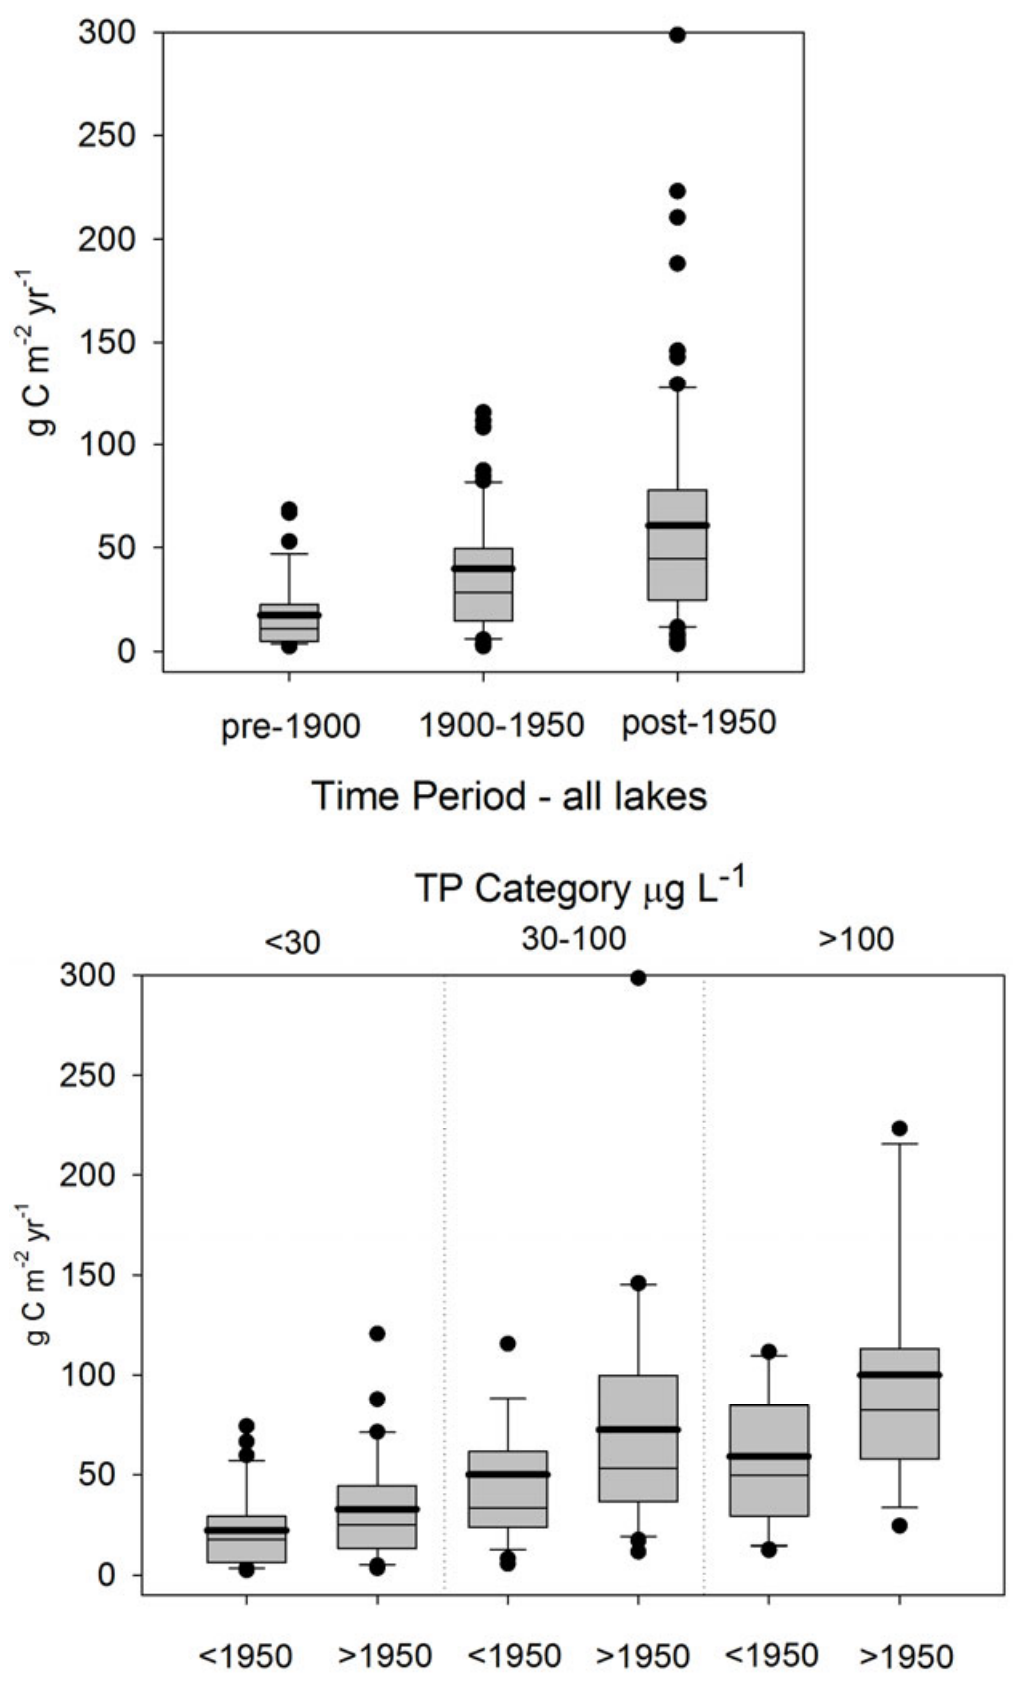 300
250
200
150
100
50
0
g C m⁻² yr⁻¹
pre-1900 1900-1950 post-1950
Time Period - all lakes
TP Category µg L⁻¹
<30 30-100 >100
300
250
200
150
100
50
0
g C m⁻² yr⁻¹
<1950 >1950 <1950 >1950 <1950 >1950